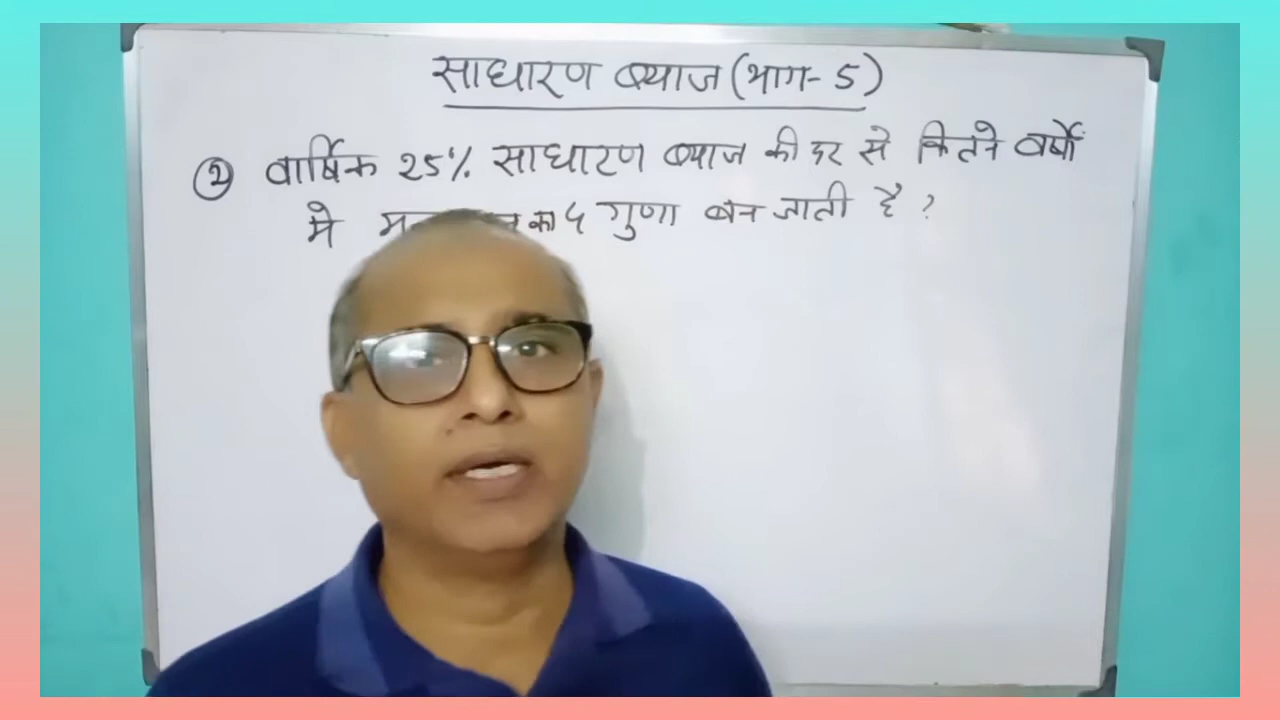 साधारण ब्याज (भाग- 5)
② वार्षिक 25% साधारण ब्याज की दर से कितने वर्षों
मे का 5 गुणा बन जाती है ?